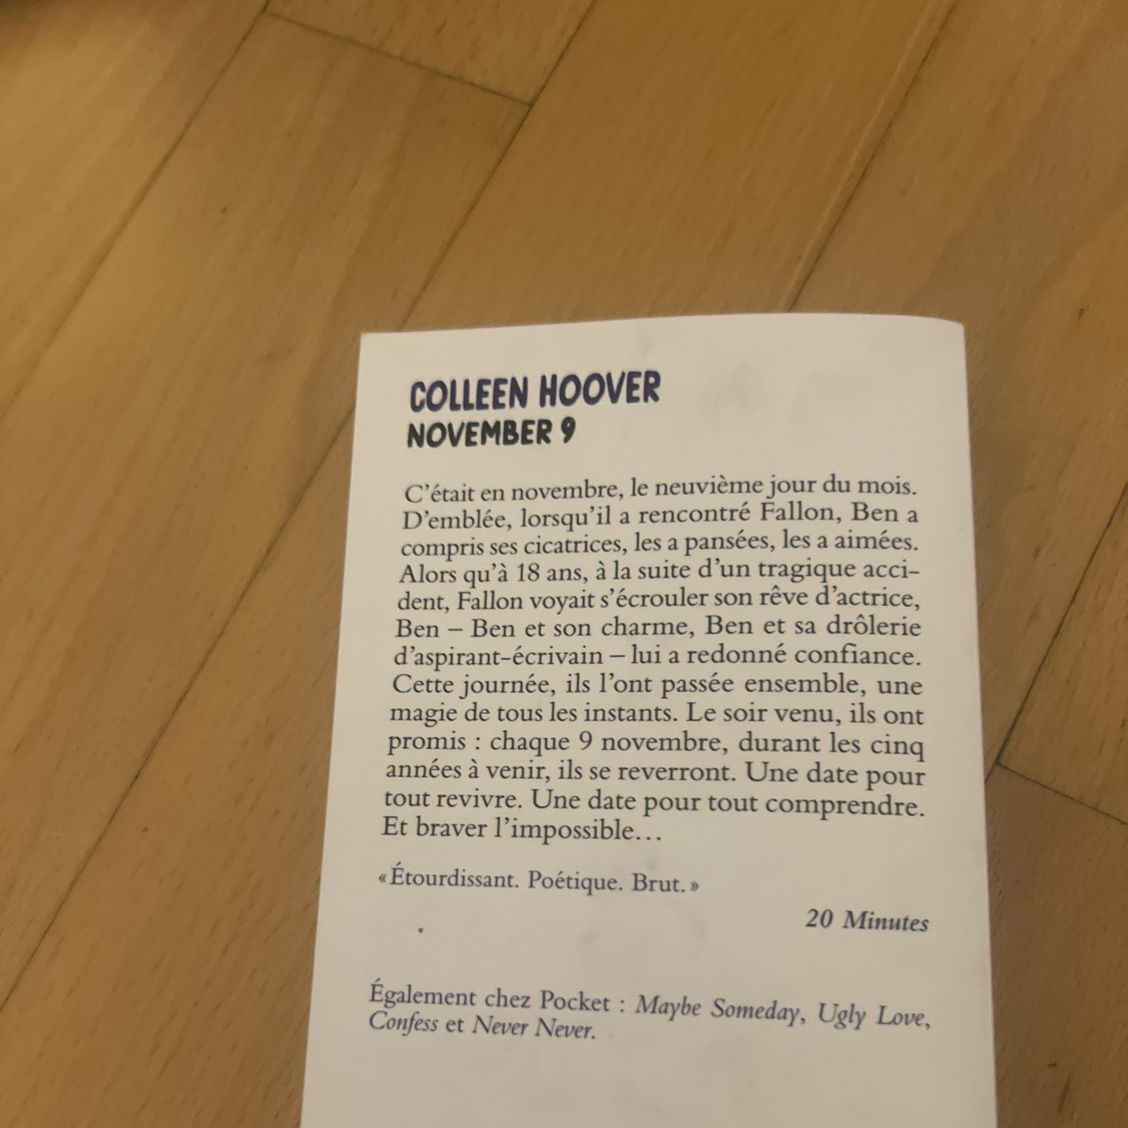 COLLEEN HOOVER
NOVEMBER 9
C'était en novembre, le neuvième jour du mois.
D'emblée, lorsqu'il a rencontré Fallon, Ben a
compris ses cicatrices, les a pansées, les a aimées.
Alors qu'à 18 ans, à la suite d'un tragique acci-
dent, Fallon voyait s'écrouler son rêve d'actrice,
Ben – Ben et son charme, Ben et sa drôlerie
d'aspirant-écrivain – lui a redonné confiance.
Cette journée, ils l'ont passée ensemble, une
magie de tous les instants. Le soir venu, ils ont
promis : chaque 9 novembre, durant les cinq
années à venir, ils se reverront. Une date pour
tout revivre. Une date pour tout comprendre.
Et braver l'impossible…
« Étourdissant. Poétique. Brut. »
20 Minutes
Également chez Pocket : Maybe Someday, Ugly Love,
Confess et Never Never.